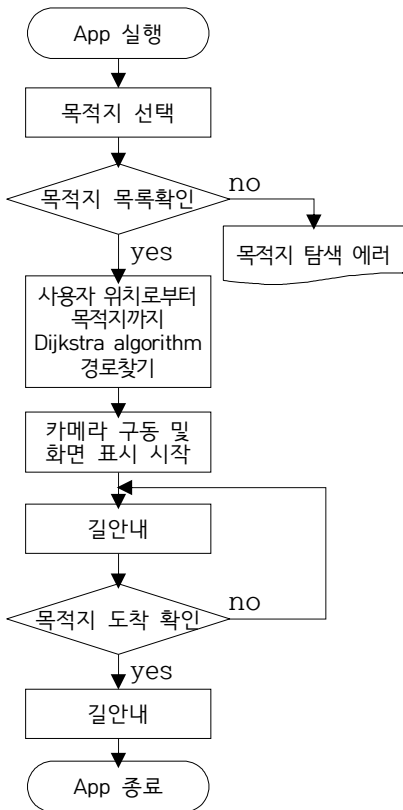 App 실행
목적지 선택
목적지 목록확인
no
yes
목적지 탐색 에러
사용자 위치로부터
목적지까지
Dijkstra algorithm
경로찾기
카메라 구동 및
화면 표시 시작
길안내
목적지 도착 확인
no
yes
길안내
App 종료